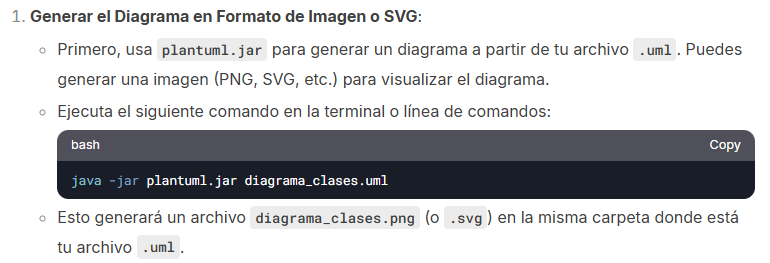 1. Generar el Diagrama en Formato de Imagen o SVG:
Primero, usa plantuml.jar para generar un diagrama a partir de tu archivo .uml. Puedes
generar una imagen (PNG, SVG, etc.) para visualizar el diagrama.
Ejecuta el siguiente comando en la terminal o línea de comandos:
bash Copy
java -jar plantuml.jar diagrama_clases.uml
Esto generará un archivo diagrama_clases.png (o .svg) en la misma carpeta donde está
tu archivo .uml.